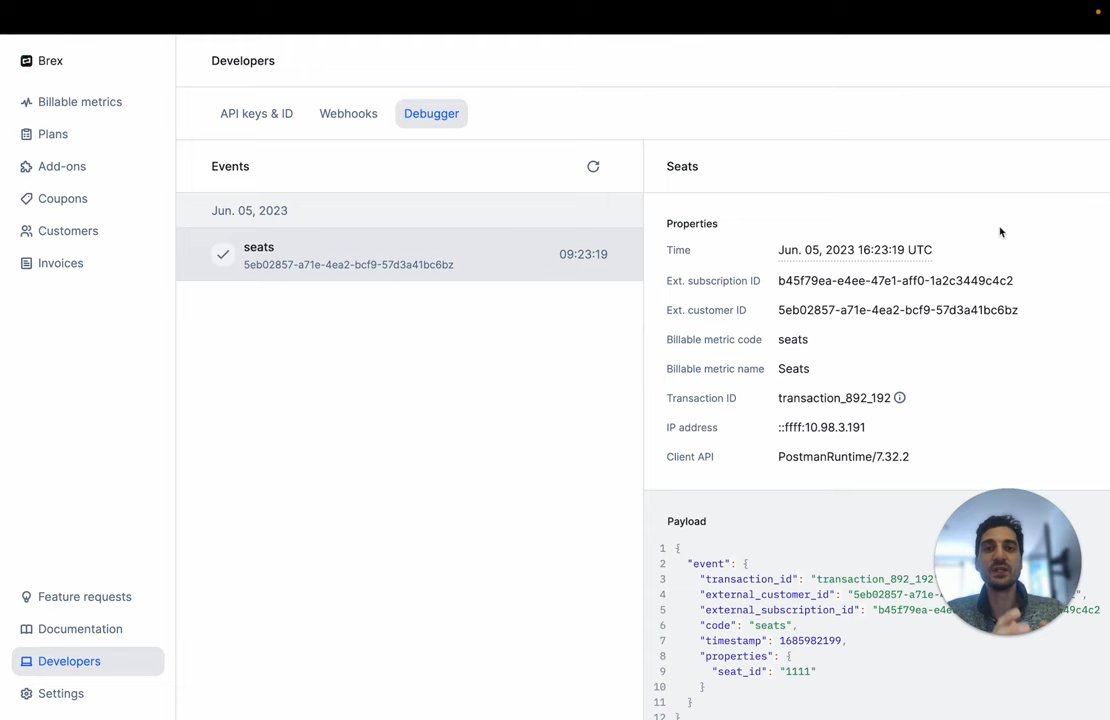 Brex
Billable metrics
Plans
Add-ons
Coupons
Customers
Invoices
Feature requests
Documentation
Developers
Settings
Developers
API keys & ID
Webhooks
Debugger
Events
Jun. 05, 2023
seats
5eb02857-a71e-4ea2-bcf9-57d3a41bc6bz
09:23:19
Seats
Properties
Time Jun. 05, 2023 16:23:19 UTC
Ext. subscription ID b45f79ea-e4ee-47e1-aff0-1a2c3449c4c2
Ext. customer ID 5eb02857-a71e-4ea2-bcf9-57d3a41bc6bz
Billable metric code seats
Billable metric name Seats
Transaction ID transaction_892_192
IP address ::ffff:10.98.3.191
Client API PostmanRuntime/7.32.2
Payload
1 {
2 "event": {
3 "transaction_id": "transaction_892_192"
4 "external_customer_id": "5eb02857-a71e-
5 "external_subscription_id": "b45f79ea-e4e
6 "code": "seats",
7 "timestamp": 1685982199,
8 "properties": {
9 "seat_id": "1111"
10 }
11 }
12 }